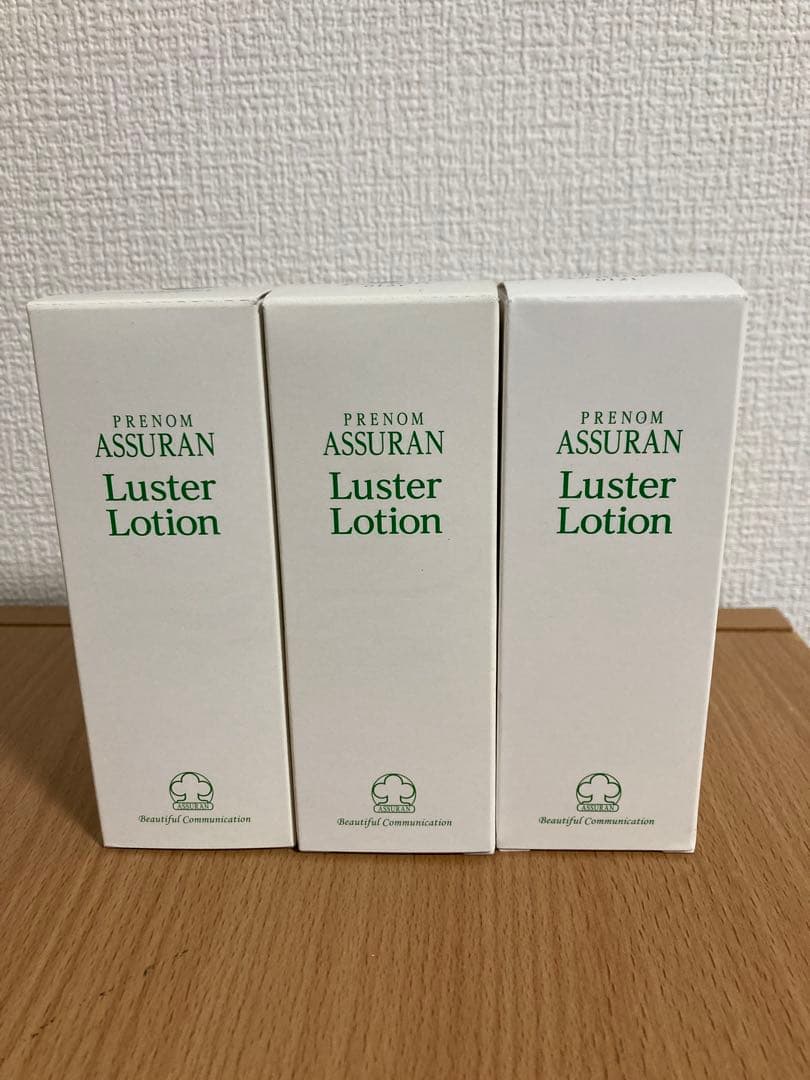 PRENOM
ASSURAN
Luster
Lotion
ASSURAN
Beautiful Communication
PRENOM
ASSURAN
Luster
Lotion
ASSURAN
Beautiful Communication
PRENOM
ASSURAN
Luster
Lotion
ASSURAN
Beautiful Communication